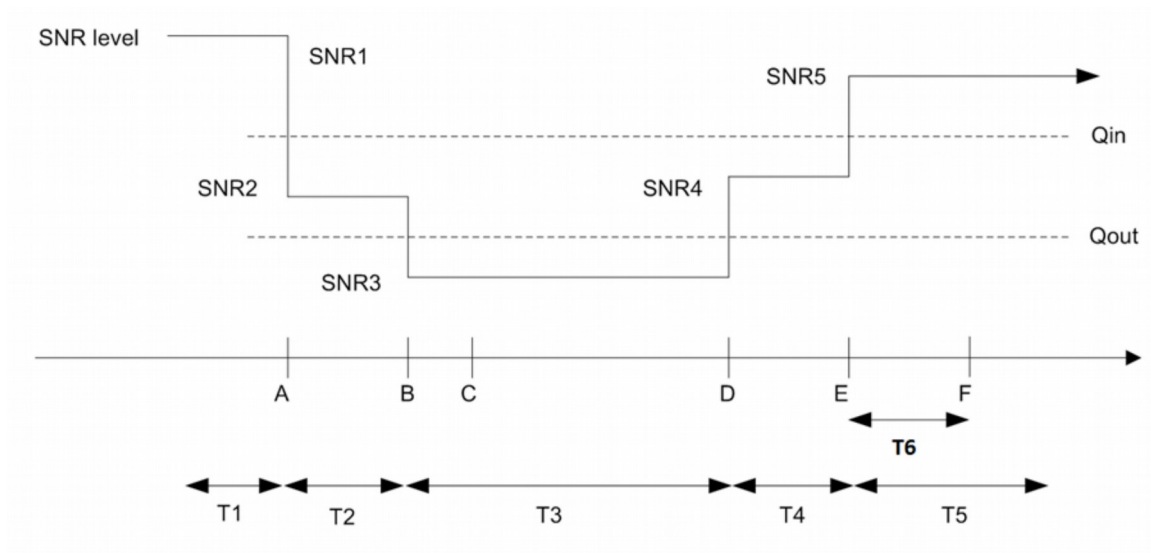 SNR level
SNR1
SNR5
Qin
SNR2
SNR4
Qout
SNR3
A B C D E F
T6
T1 T2 T3 T4 T5